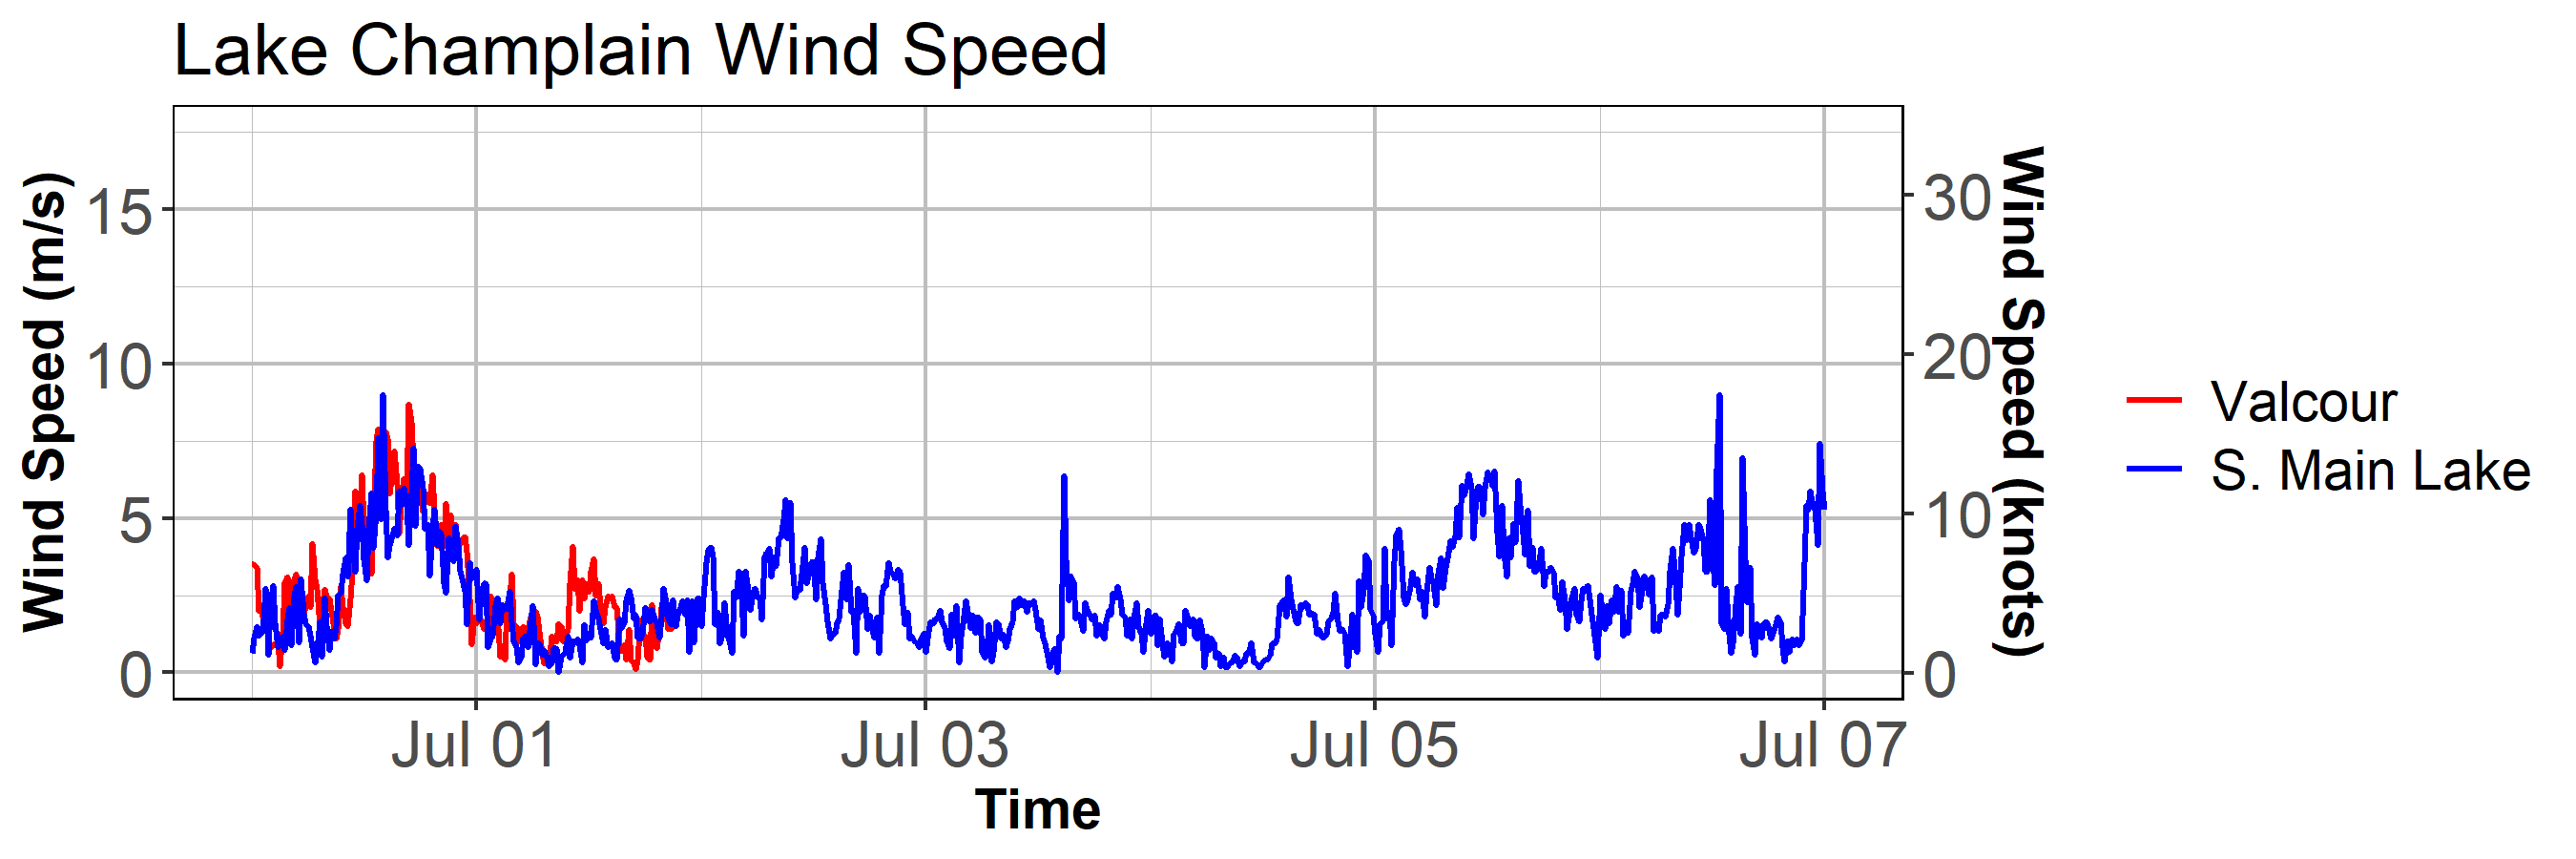 Lake Champlain Wind Speed
Wind Speed (m/s)
15
10
5
0
30
20
10
0
Wind Speed (knots)
Jul 01
Jul 03
Jul 05
Jul 07
Time
Valcour
S. Main Lake